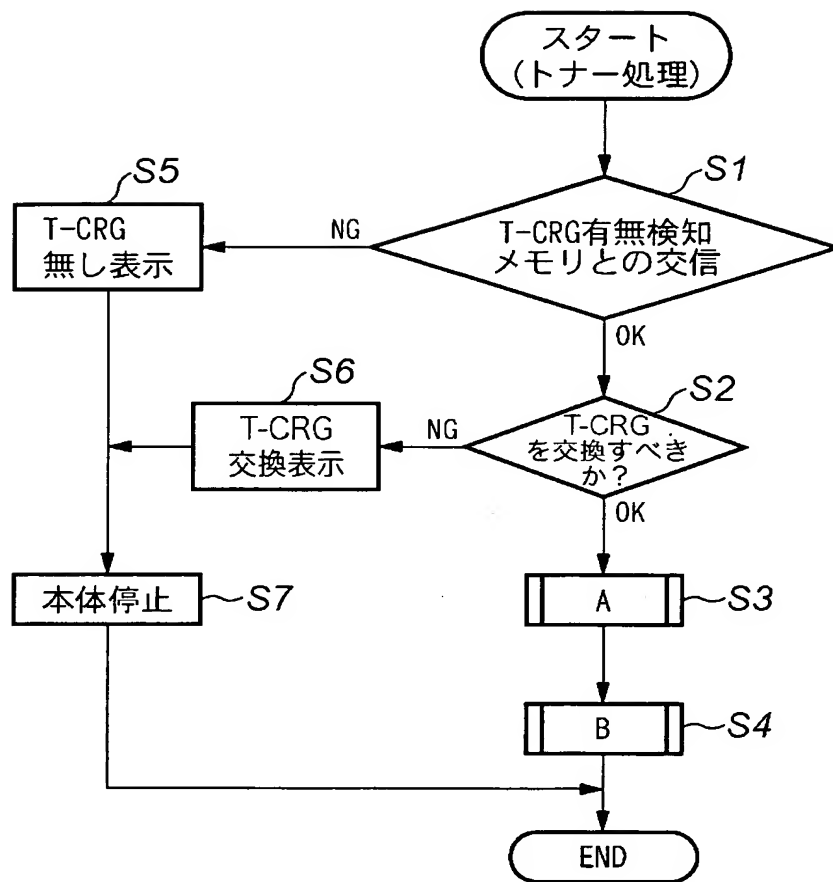 スタート
(トナー処理)
S1
T-CRG有無検知
メモリとの交信
NG
OK
S5
T-CRG
無し表示
S2
T-CRG
を交換すべき
か?
NG
OK
S6
T-CRG
交換表示
本体停止
S7
A
S3
B
S4
END